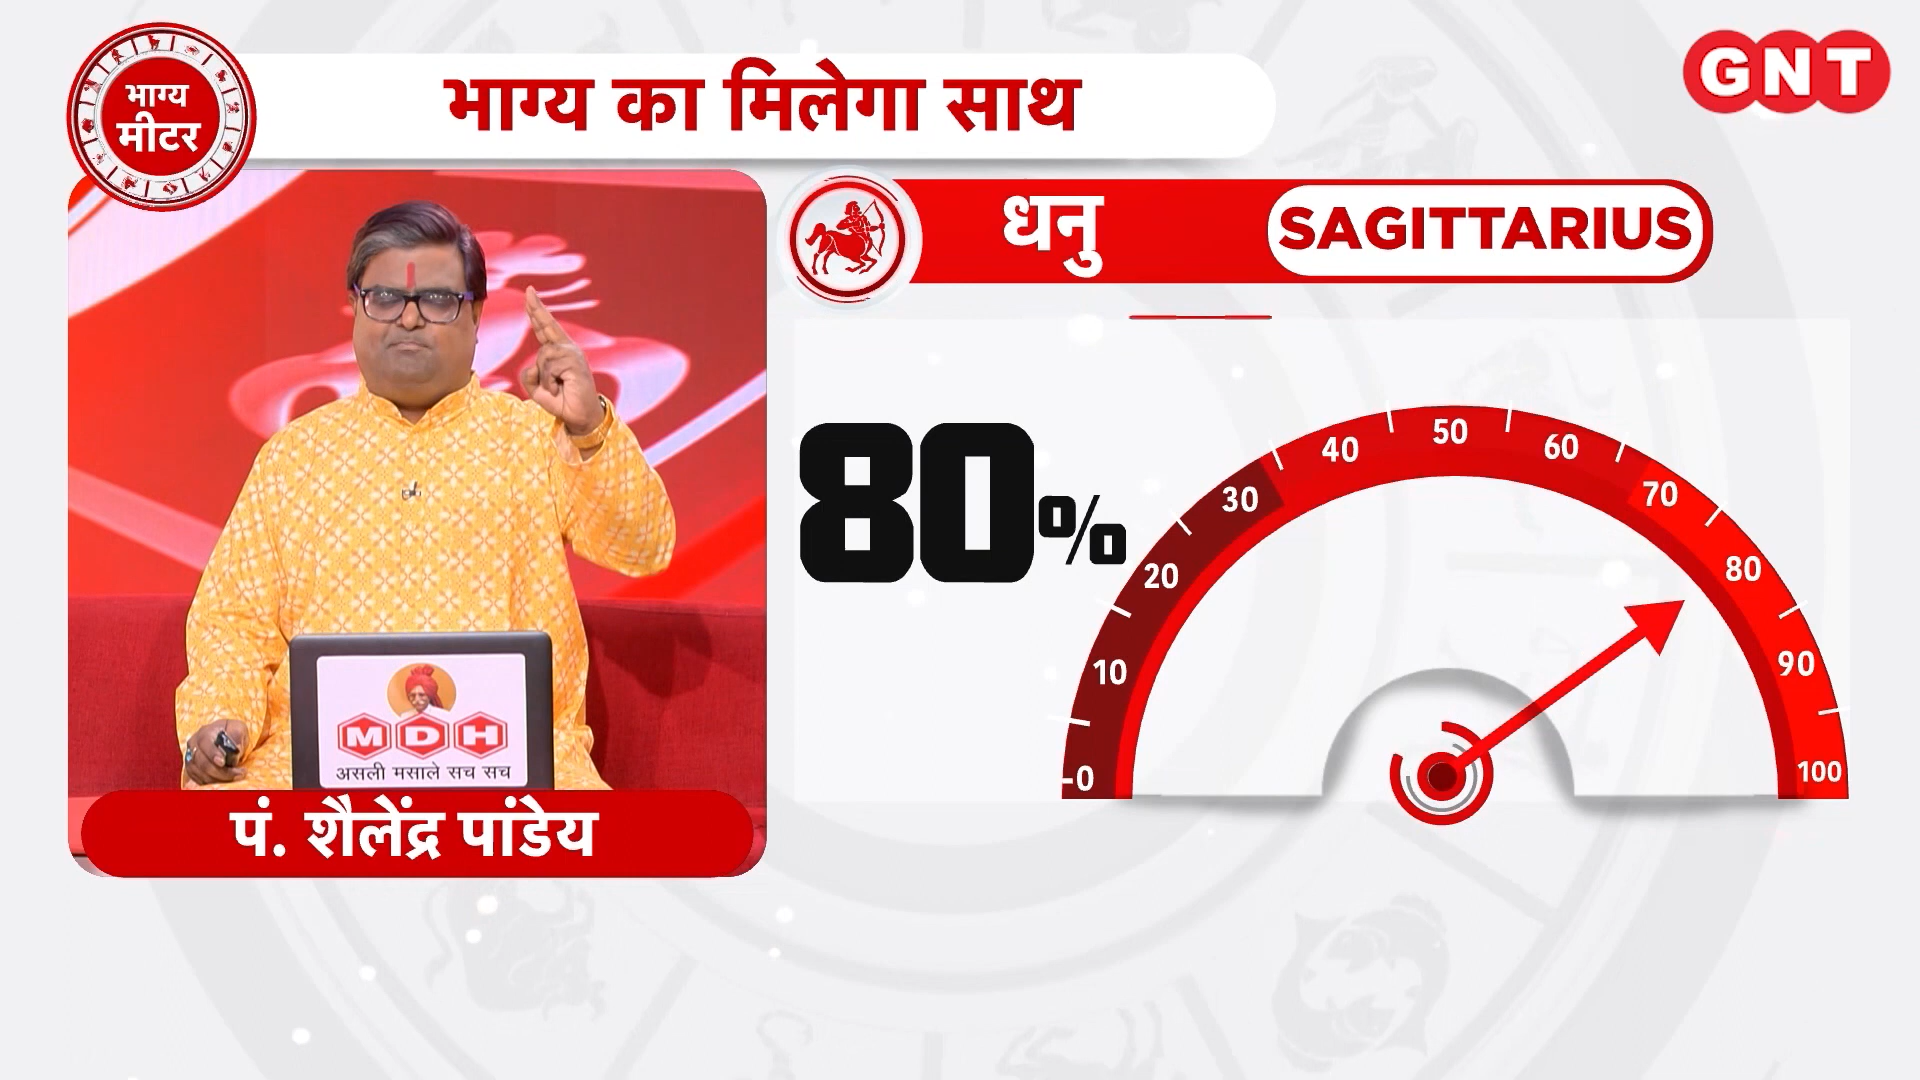 भाग्य
मीटर
भाग्य का मिलेगा साथ
GNT
धनु
SAGITTARIUS
80%
0
10
20
30
40
50
60
70
80
90
100
MDH
असली मसाले सच सच
पं. शैलेंद्र पांडेय